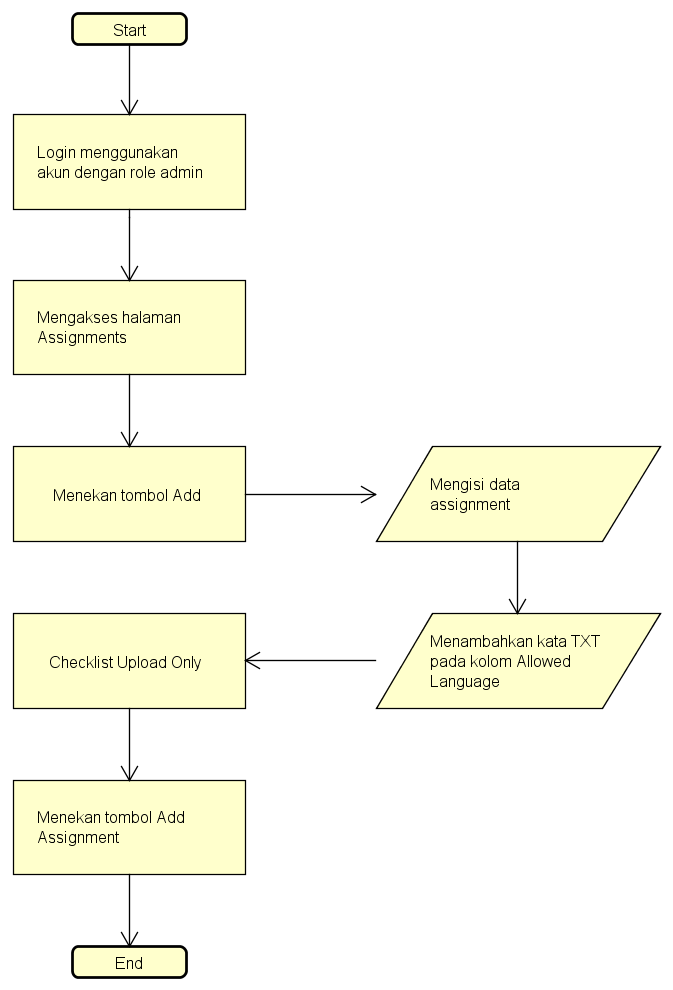 Start
Login menggunakan
akun dengan role admin
Mengakses halaman
Assignments
Menekan tombol Add
Mengisi data
assignment
Menambahkan kata TXT
pada kolom Allowed
Language
Checklist Upload Only
Menekan tombol Add
Assignment
End